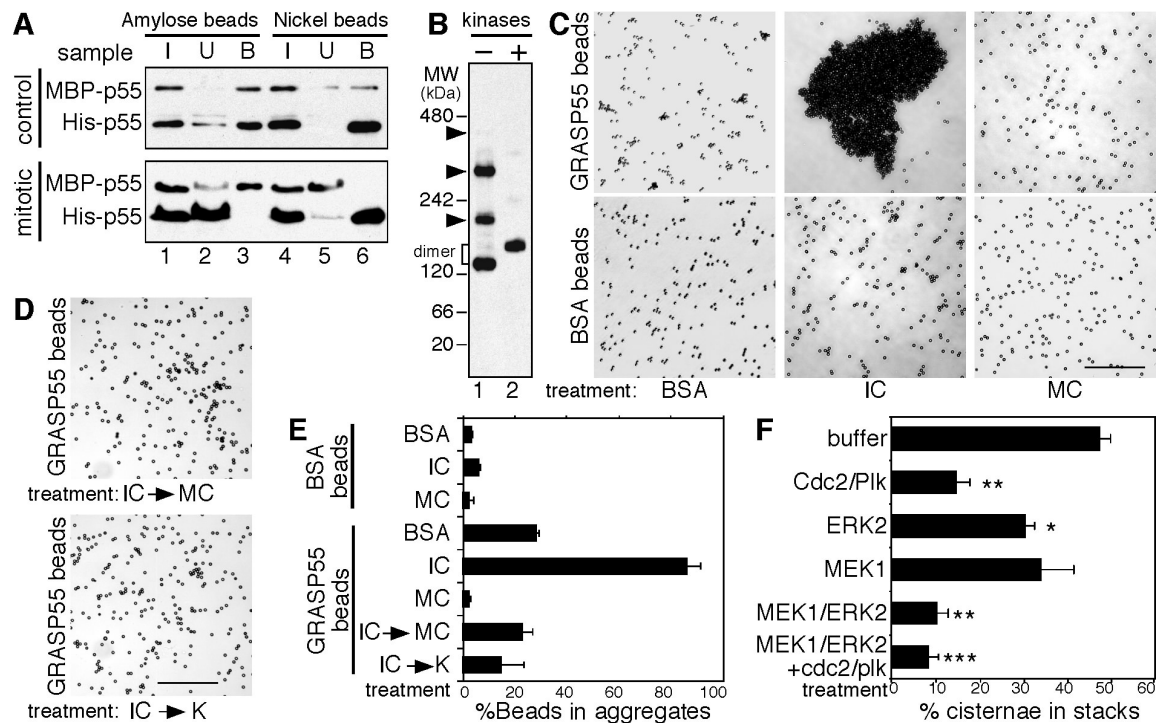 A
Amylose beads Nickel beads
sample I U B I U B
control
MBP-p55
His-p55
mitotic
MBP-p55
His-p55
1 2 3 4 5 6
B
kinases
− +
MW
(kDa)
480
242
dimer
120
66
20
1 2
C
GRASP55 beads
BSA beads
treatment: BSA IC MC
D
GRASP55 beads
treatment: IC MC
GRASP55 beads
treatment: IC K
E
BSA beads
BSA
IC
MC
GRASP55 beads
BSA
IC
MC
IC MC
IC K
treatment
0 20 40 60 80 100
%Beads in aggregates
F
buffer
Cdc2/Plk **
ERK2 *
MEK1
MEK1/ERK2 **
MEK1/ERK2
+cdc2/plk ***
treatment
0 10 20 30 40 50 60
% cisternae in stacks